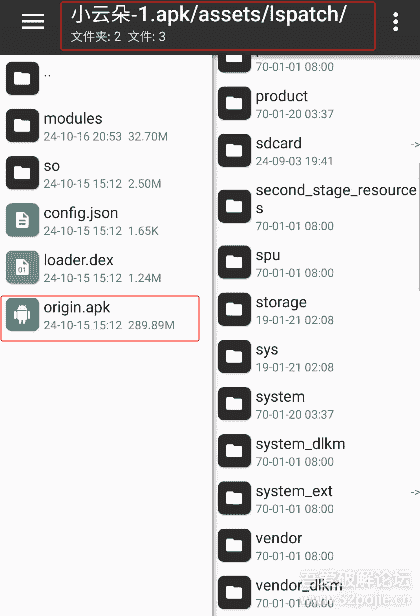 小云朵-1.apk/assets/lspatch/
文件夹: 2 文件: 3
..
modules
24-10-16 20:53 32.70M
so
24-10-15 15:12 2.50M
config.json
24-10-15 15:12 1.65K
loader.dex
24-10-15 15:12 1.24M
origin.apk
24-10-15 15:12 289.89M
70-01-01 08:00
product
70-01-20 03:37
sdcard
24-09-03 19:41
->
second_stage_resource
s
70-01-01 08:00
spu
70-01-01 08:00
storage
19-01-21 02:08
sys
19-01-21 02:08
system
70-01-20 03:37
system_dlkm
70-01-01 08:00
system_ext
70-01-01 08:00
->
vendor
70-01-01 08:00
vendor_dlkm
70-01-01 08:00
吾爱破解论坛
www.52pojie.cn